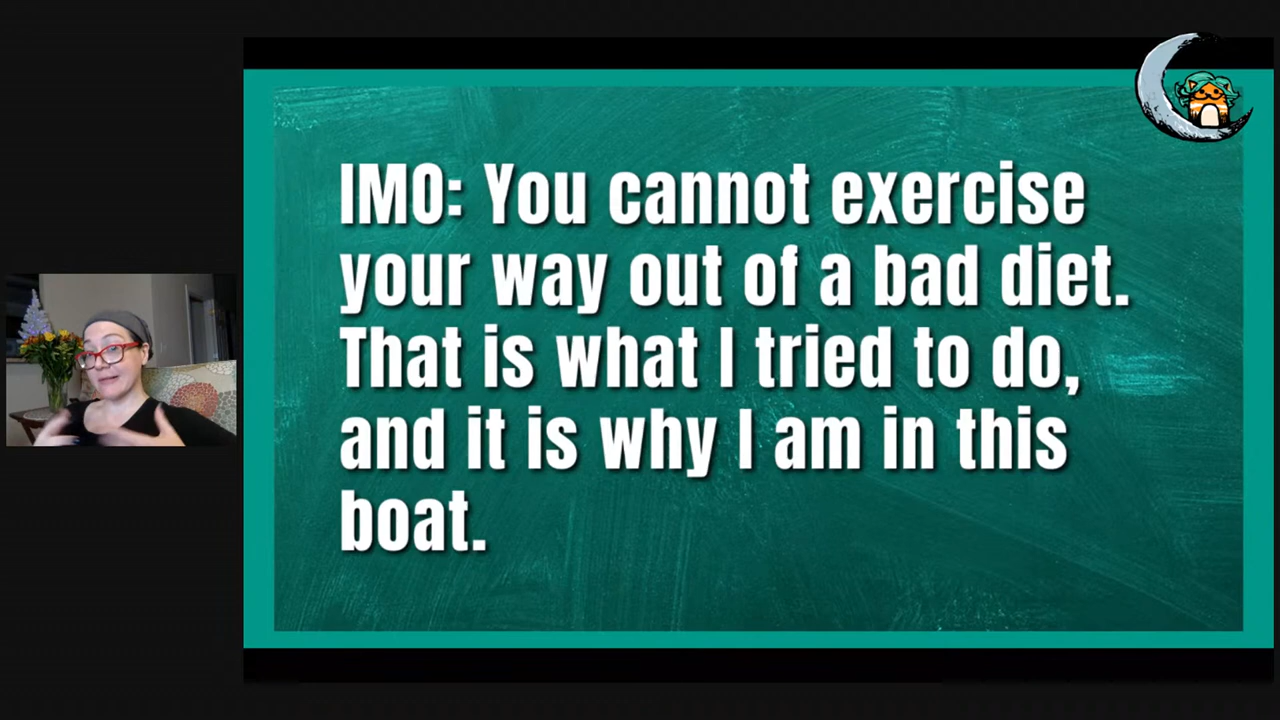 IMO: You cannot exercise
your way out of a bad diet.
That is what I tried to do,
and it is why I am in this
boat.